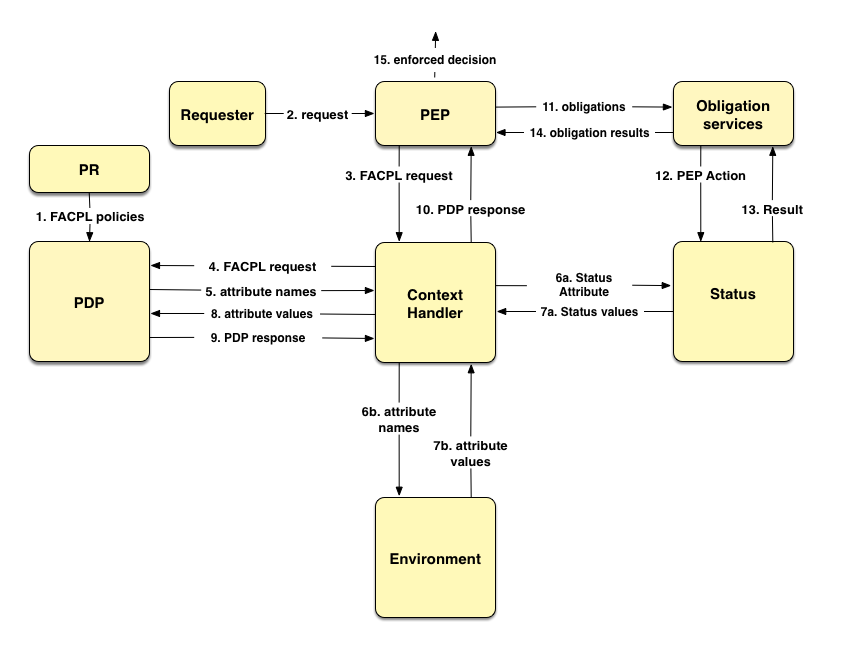 15. enforced decision
Requester
2. request
PEP
11. obligations
14. obligation results
Obligation
services
PR
3. FACPL request
12. PEP Action
1. FACPL policies
10. PDP response
13. Result
PDP
4. FACPL request
5. attribute names
8. attribute values
9. PDP response
Context
Handler
6a. Status
Attribute
7a. Status values
Status
6b. attribute
names
7b. attribute
values
Environment